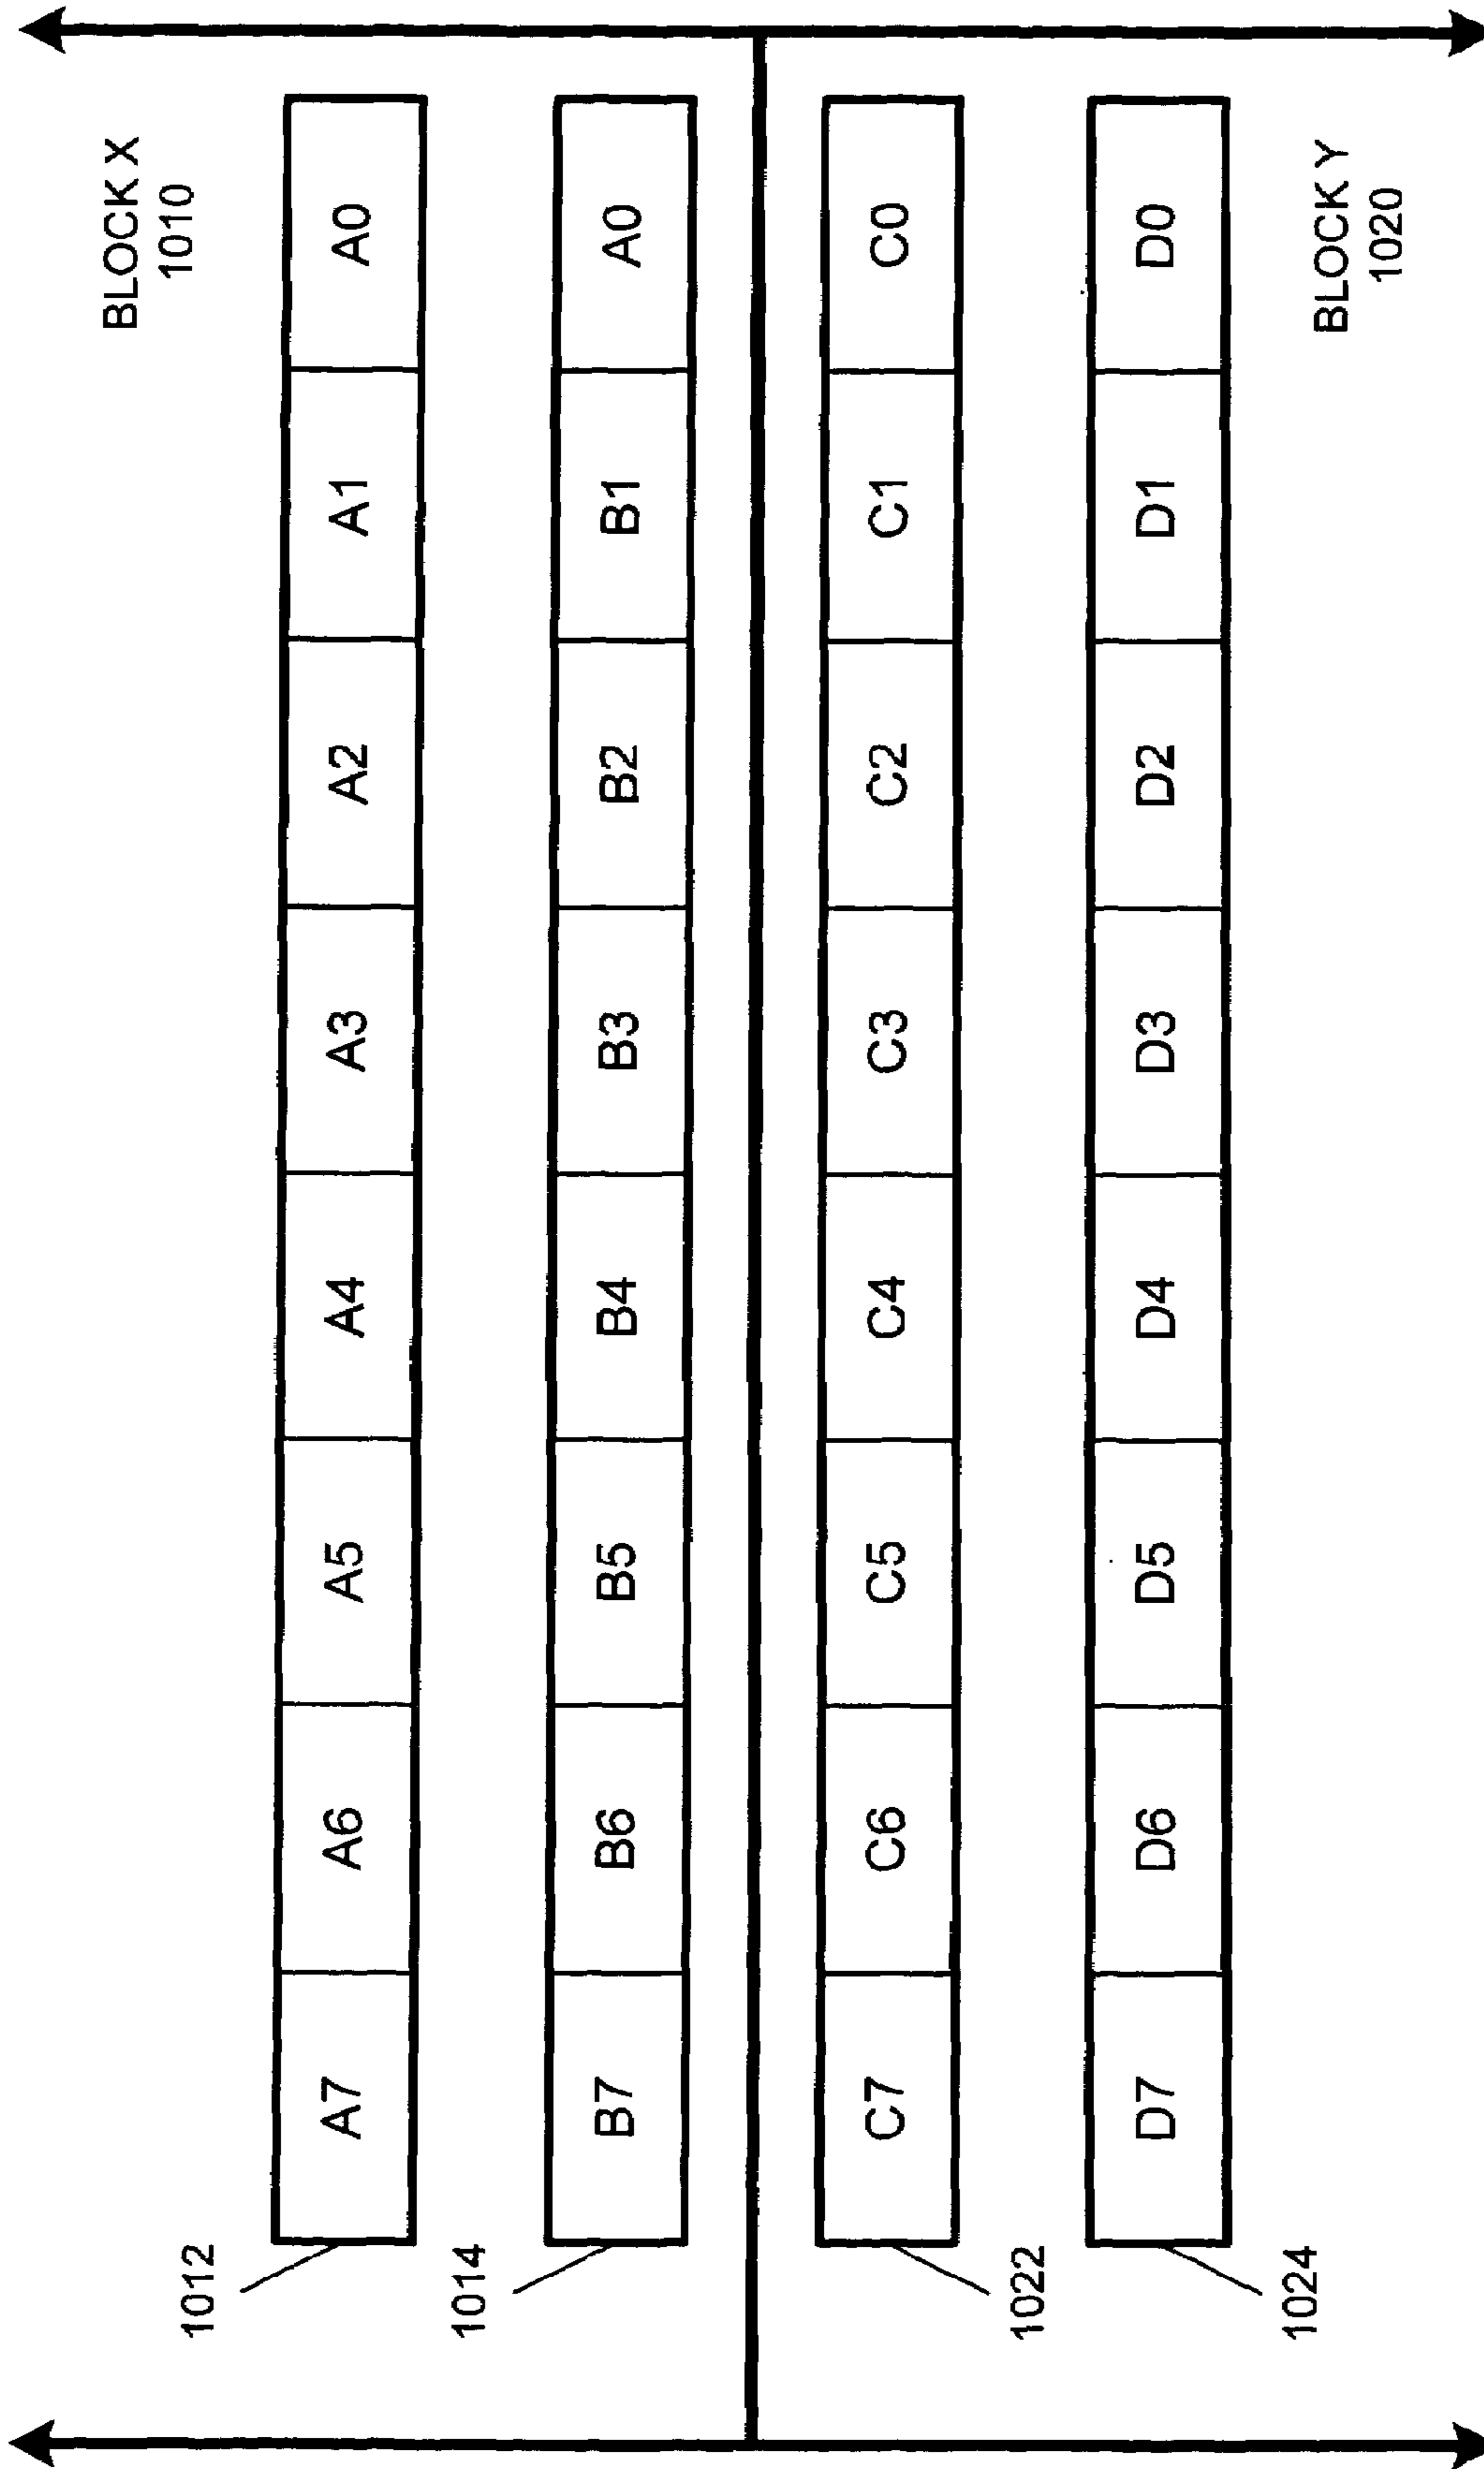 BLOCK X
1010
1012
A7 A6 A5 A4 A3 A2 A1 A0
1014
B7 B6 B5 B4 B3 B2 B1 A0
C7 C6 C5 C4 C3 C2 C1 C0
1022
D7 D6 D5 D4 D3 D2 D1 D0
1024
BLOCK Y
1020